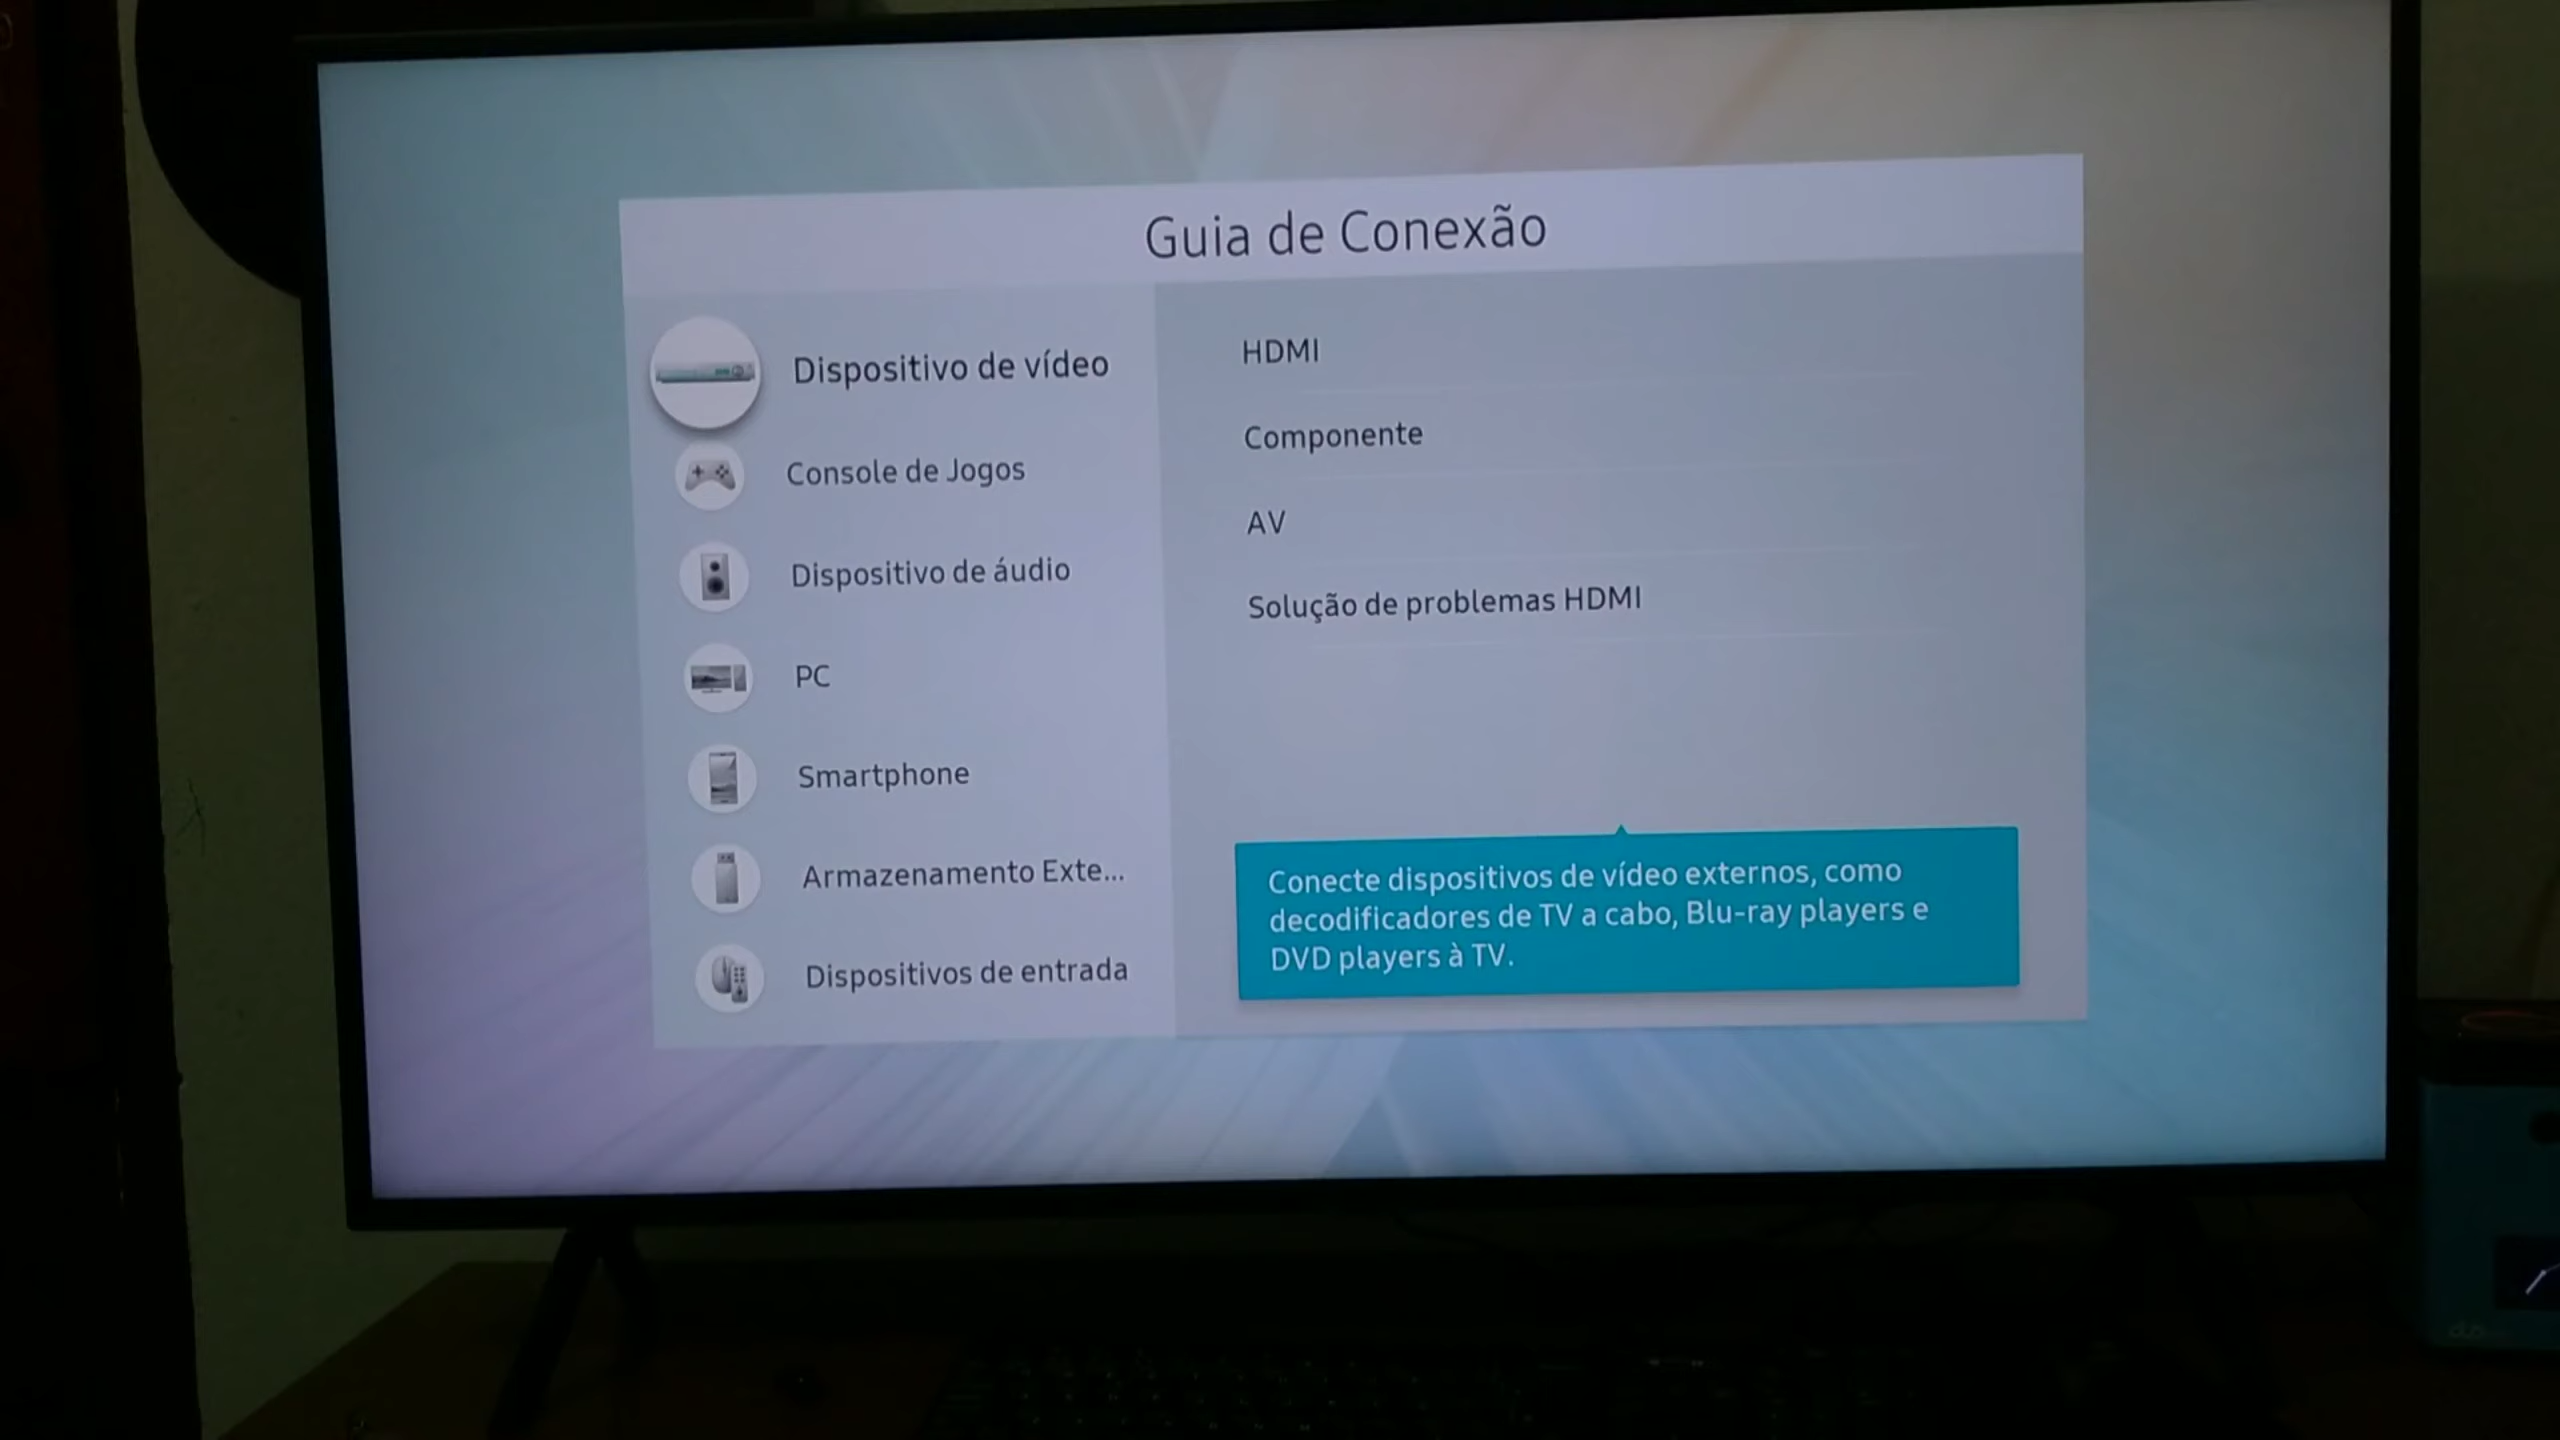 Guia de Conexão
Dispositivo de vídeo
Console de Jogos
Dispositivo de áudio
PC
Smartphone
Armazenamento Exte...
Dispositivos de entrada
HDMI
Componente
AV
Solução de problemas HDMI
Conecte dispositivos de vídeo externos, como
decodificadores de TV a cabo, Blu-ray players e
DVD players à TV.